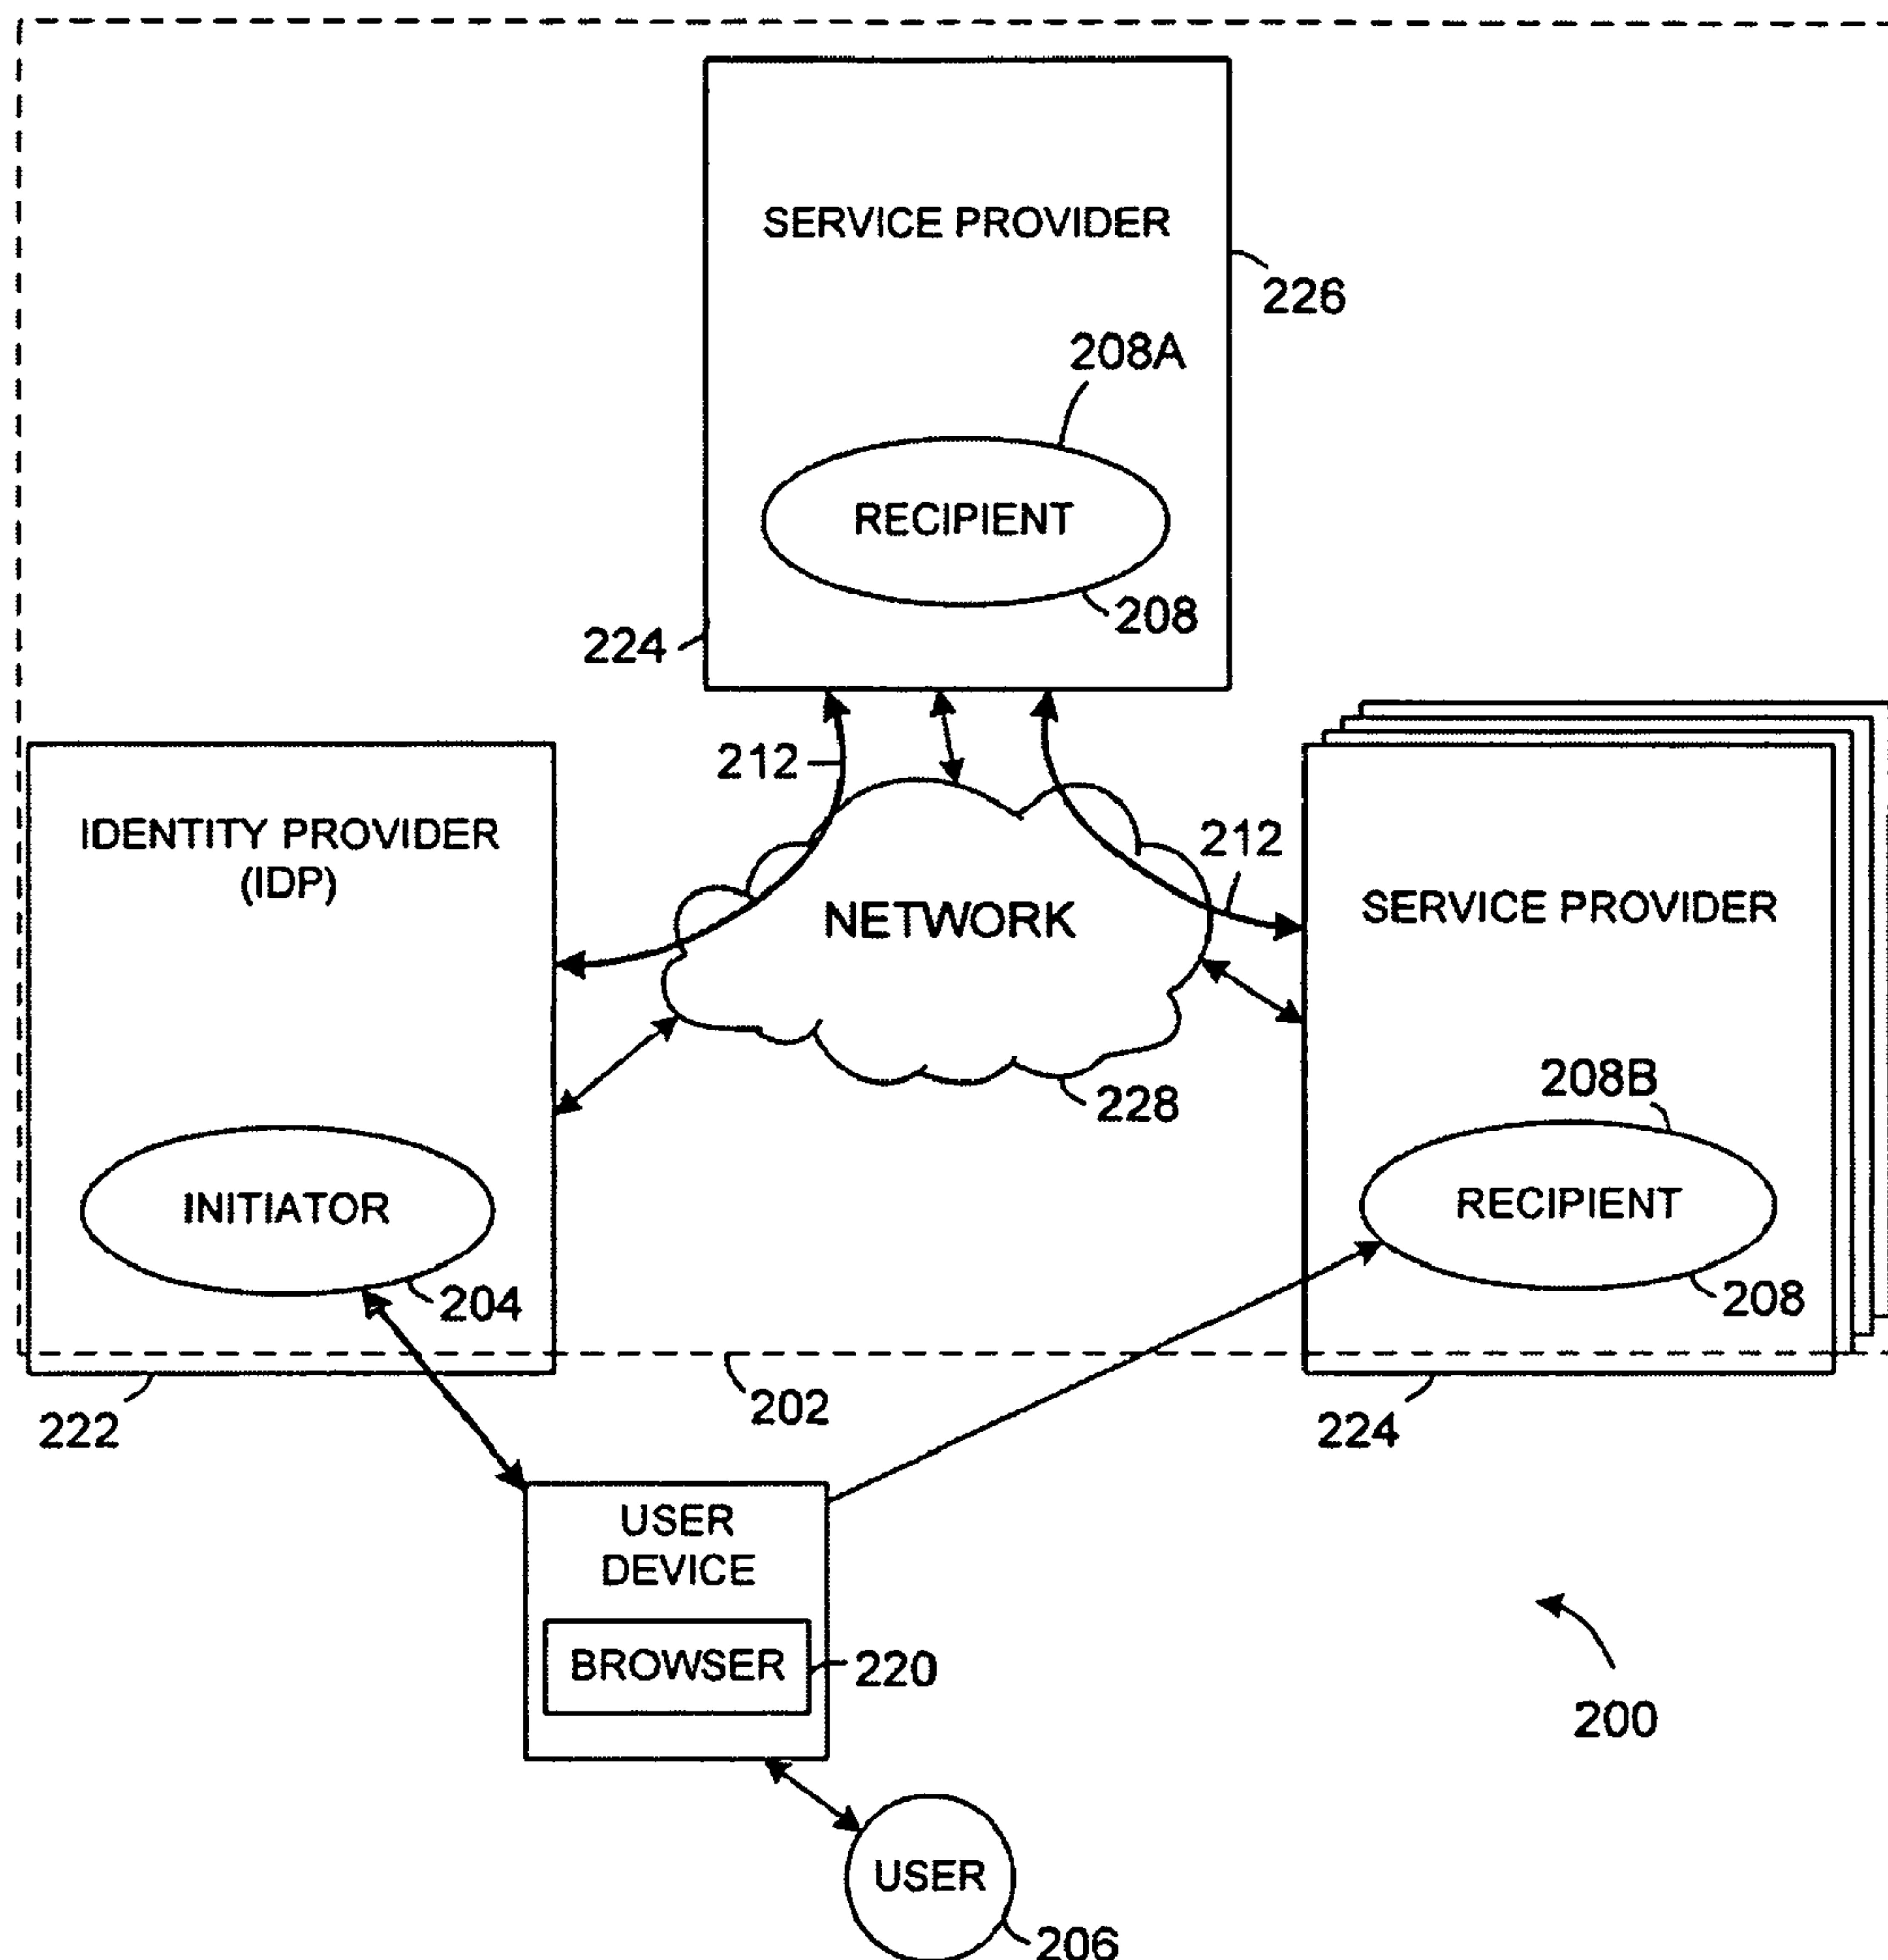 SERVICE PROVIDER
226
208A
RECIPIENT
208
224
212
IDENTITY PROVIDER
(IDP)
NETWORK
212
SERVICE PROVIDER
228
208B
INITIATOR
RECIPIENT
204
208
202
222
224
USER
DEVICE
BROWSER
220
200
USER
206